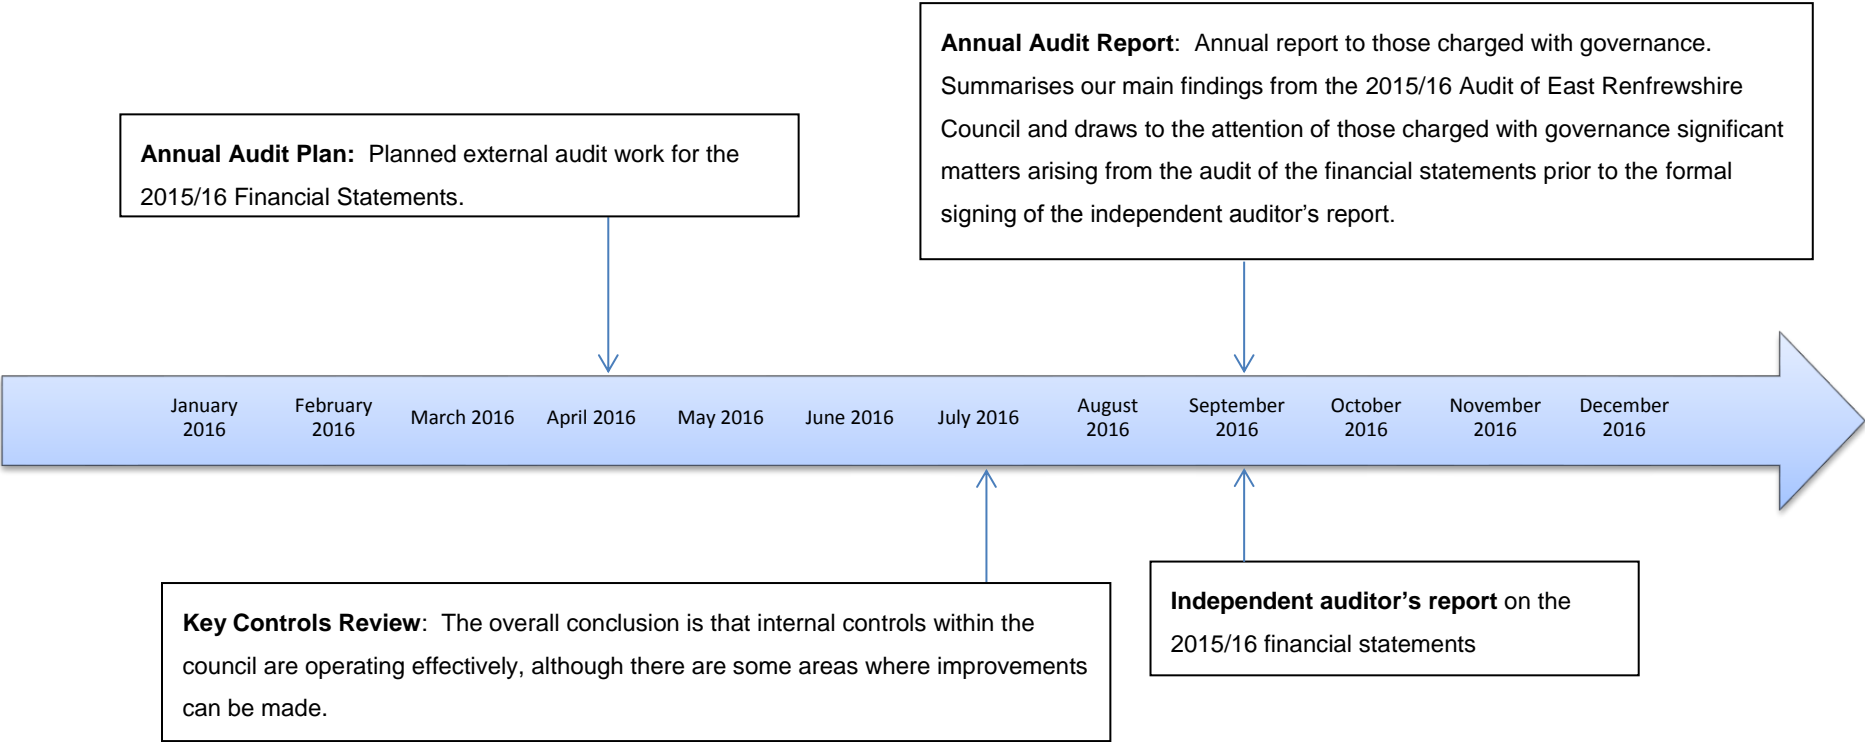 Annual Audit Report:  Annual report to those charged with governance.
Summarises our main findings from the 2015/16 Audit of East Renfrewshire
Council and draws to the attention of those charged with governance significant
matters arising from the audit of the financial statements prior to the formal
signing of the independent auditor’s report.
Annual Audit Plan:  Planned external audit work for the
2015/16 Financial Statements.
January
2016
February
2016
March 2016
April 2016
May 2016
June 2016
July 2016
August
2016
September
2016
October
2016
November
2016
December
2016
Key Controls Review:  The overall conclusion is that internal controls within the
council are operating effectively, although there are some areas where improvements
can be made.
Independent auditor’s report on the
2015/16 financial statements